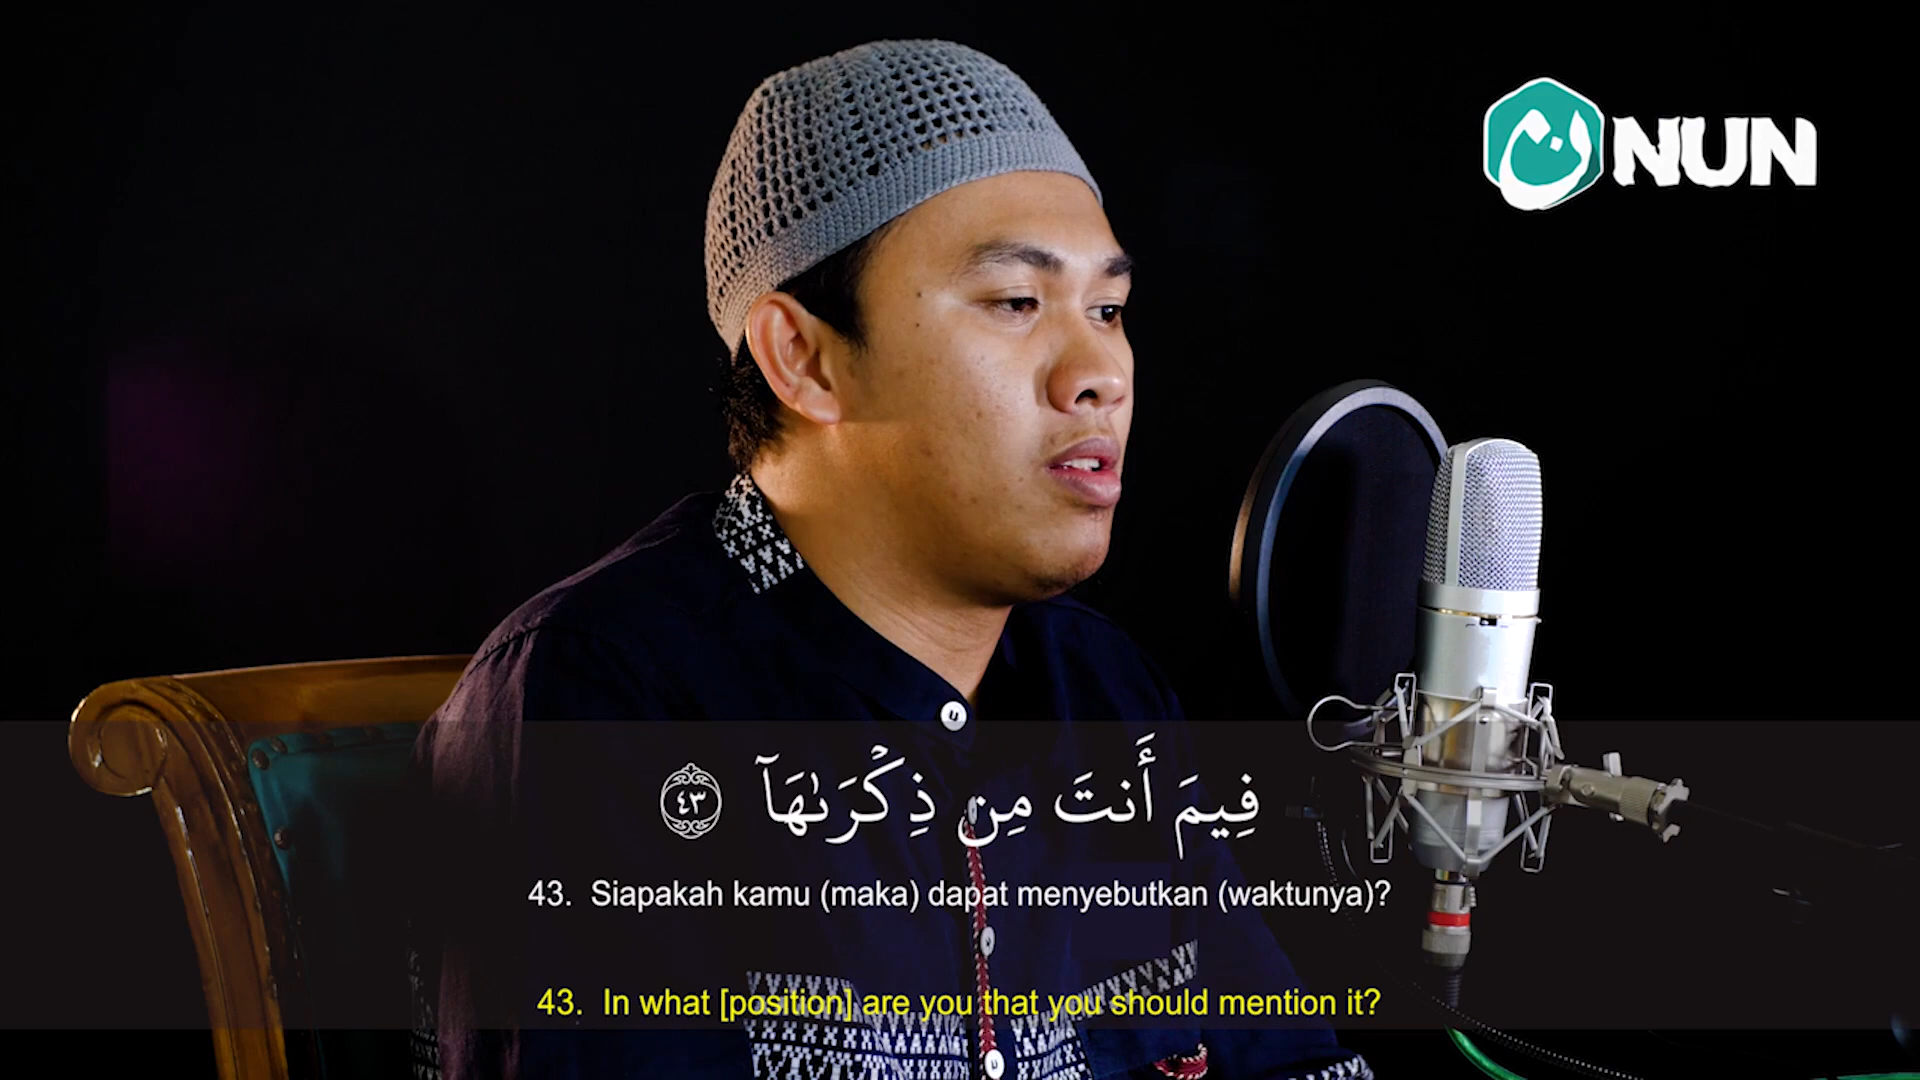 ن NUN
فِيمَ أَنتَ مِن ذِكْرَىٰهَآ ٤٣
43. Siapakah kamu (maka) dapat menyebutkan (waktunya)?
43. In what [position] are you that you should mention it?